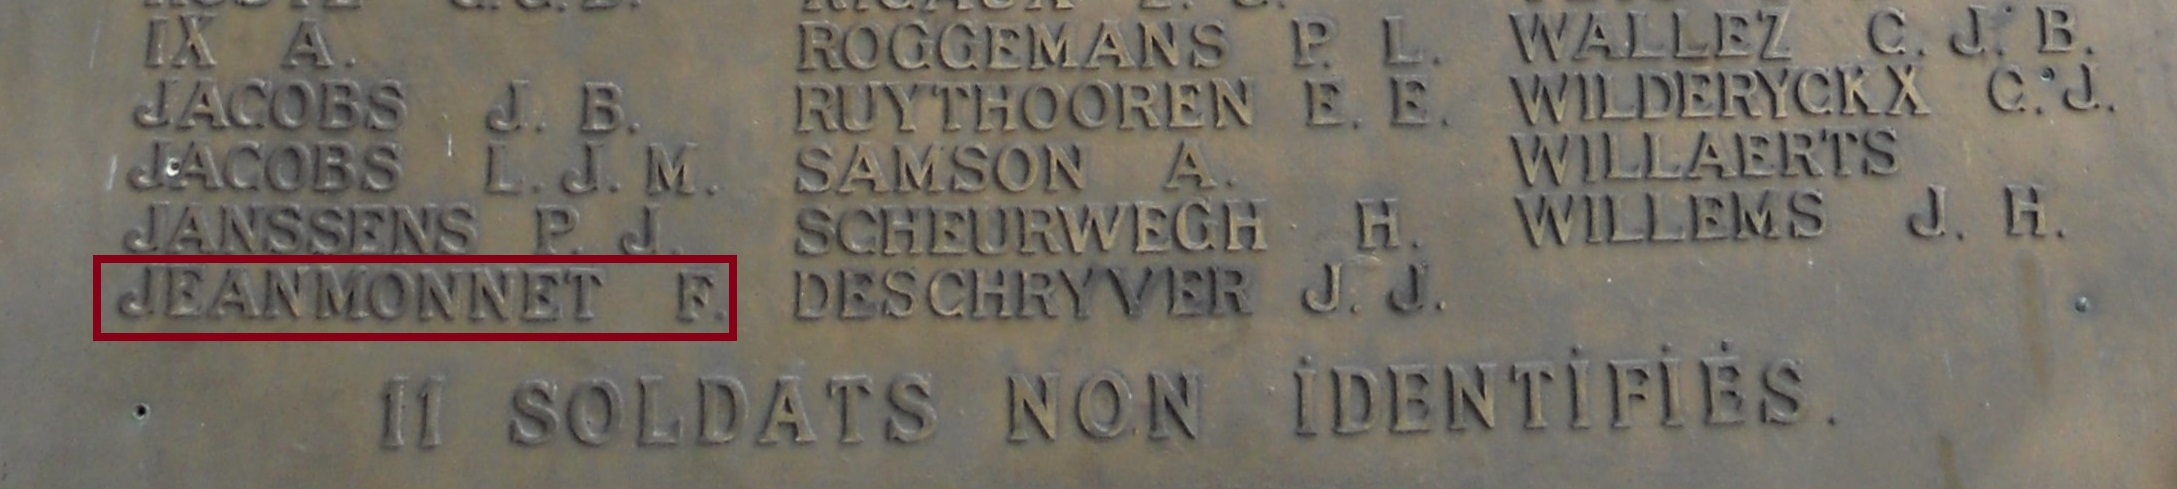 IX A.
JACOBS J. B.
JACOBS L. J. M.
JANSSENS P. J.
JEANMONNET F.
ROGGEMANS P. L.
RUYTHOOREN E. E.
SAMSON A.
SCHEURWEGH H.
DESCHRYVER J. J.
WALLEZ C. J. B.
WILDERYCKX C. J.
WILLAERTS
WILLEMS J. H.
11 SOLDATS NON IDENTIFIÉS.